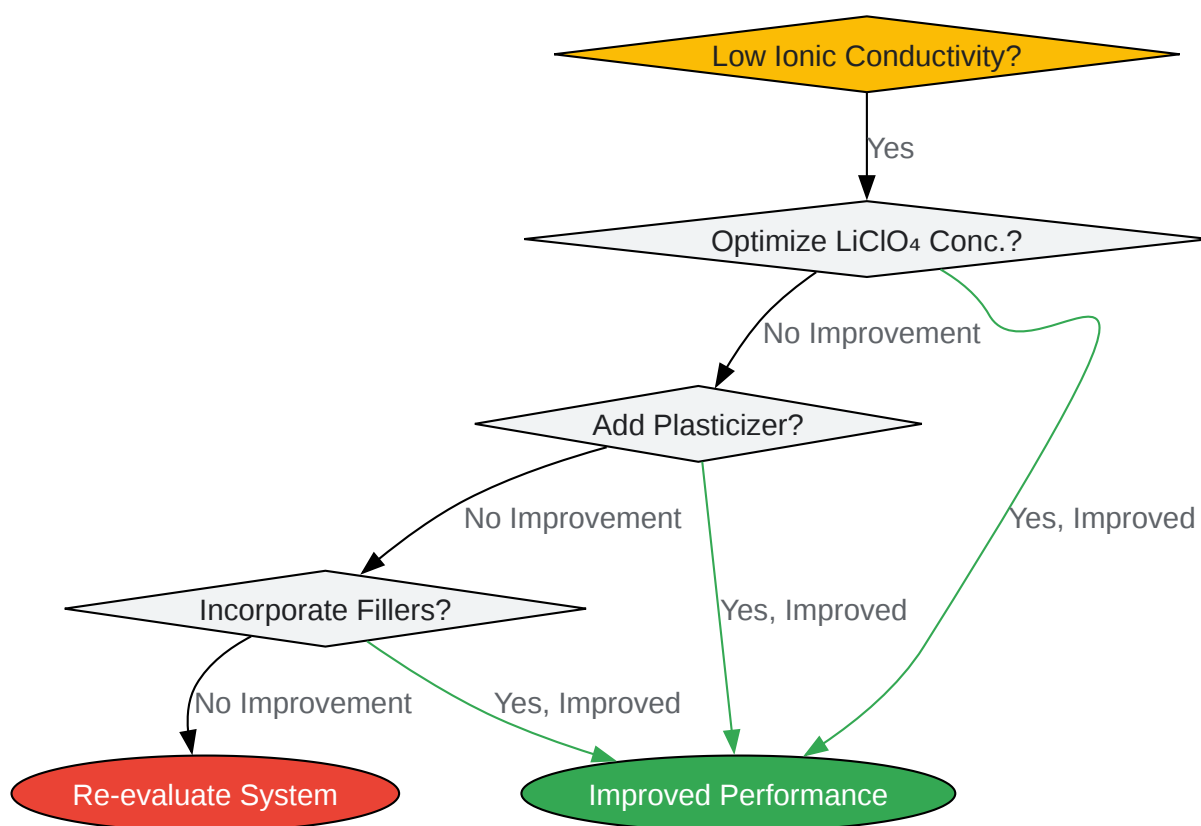 Low Ionic Conductivity?
Yes
Optimize LiClO₄ Conc.?
No Improvement
Add Plasticizer?
No Improvement
Yes, Improved
Incorporate Fillers?
Yes, Improved
No Improvement
Yes, Improved
Re-evaluate System
Improved Performance